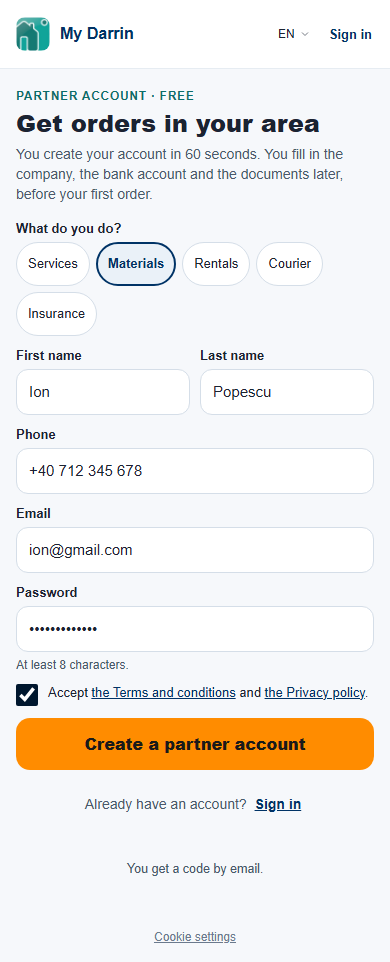 My Darrin
EN
Sign in
PARTNER ACCOUNT · FREE
Get orders in your area
You create your account in 60 seconds. You fill in the
company, the bank account and the documents later,
before your first order.
What do you do?
Services
Materials
Rentals
Courier
Insurance
First name
Last name
Ion
Popescu
Phone
+40 712 345 678
Email
ion@gmail.com
Password
•••••••••••••
At least 8 characters.
Accept the Terms and conditions and the Privacy policy.
Create a partner account
Already have an account? Sign in
You get a code by email.
Cookie settings